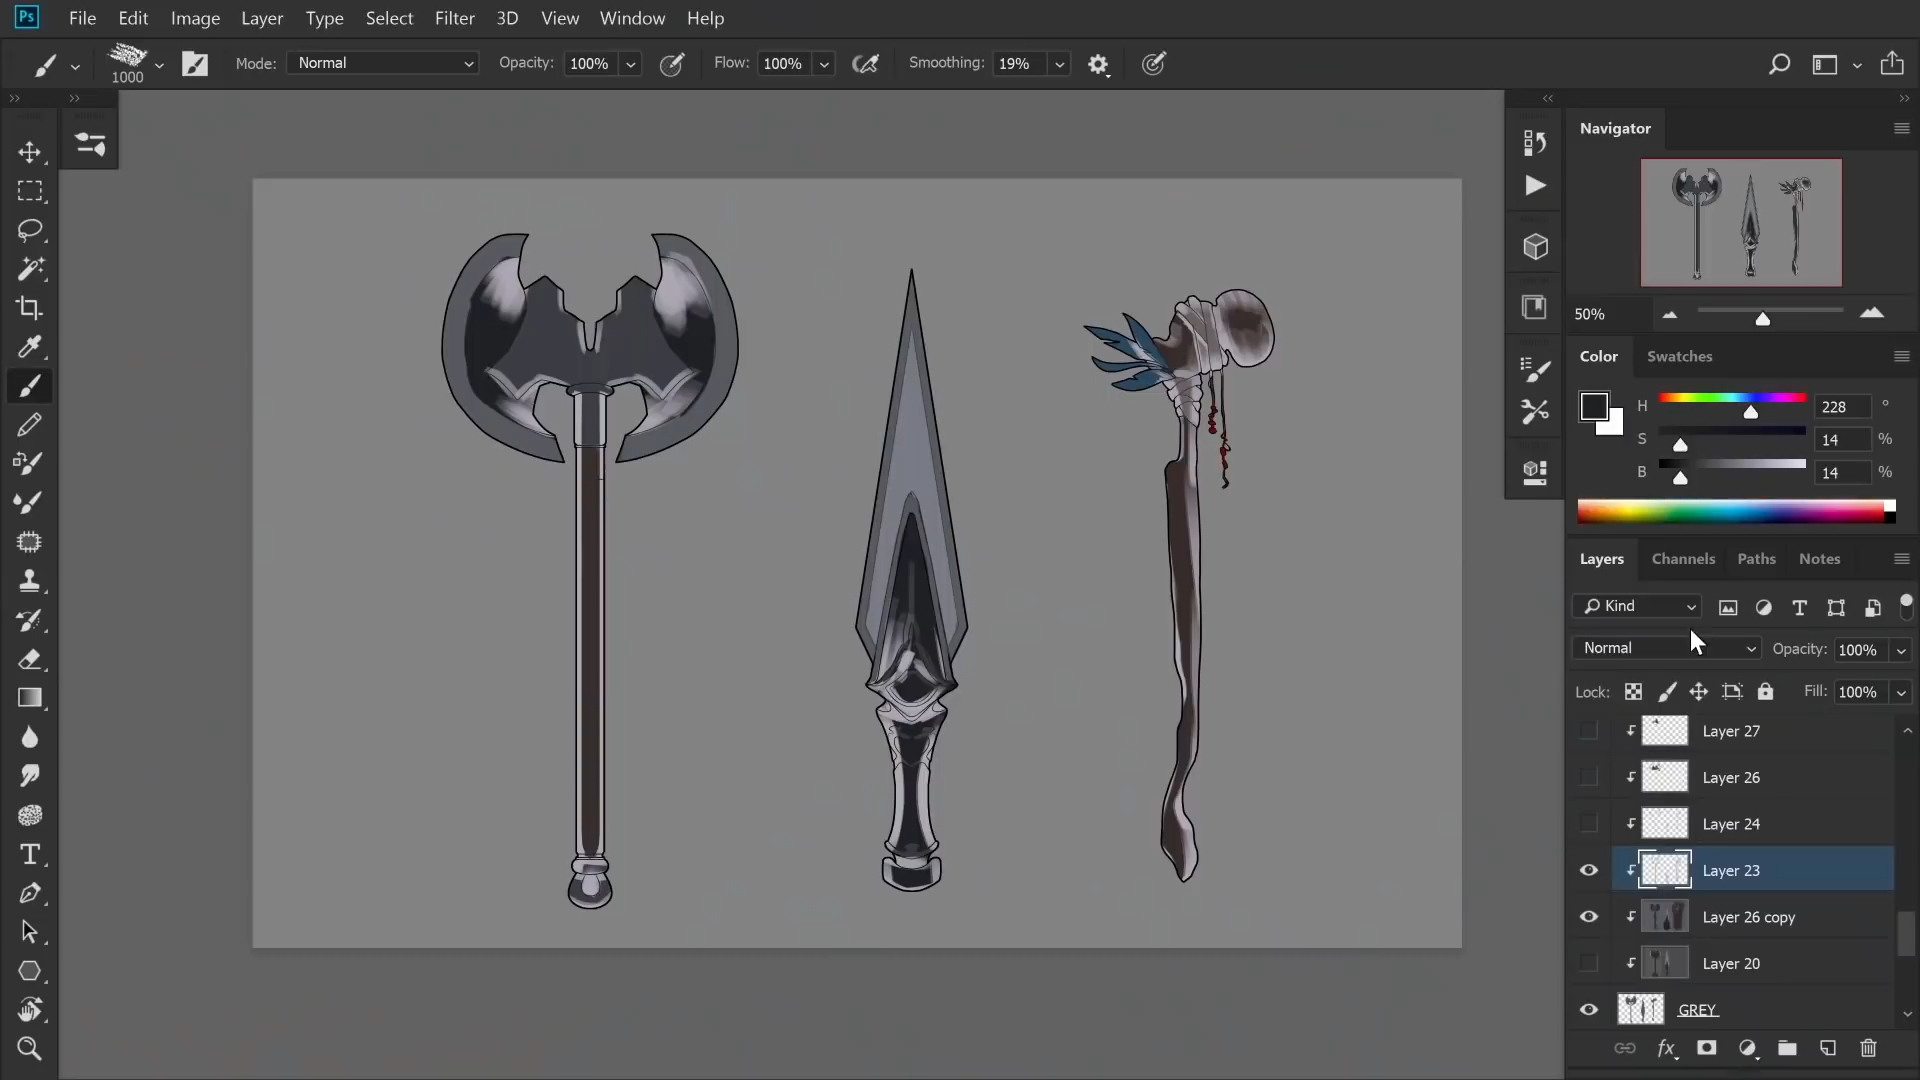 Ps File Edit Image Layer Type Select Filter 3D View Window Help
1000 Mode: Normal Opacity: 100% Flow: 100% Smoothing: 19%
Navigator
50%
Color Swatches
H 228 °
S 14 %
B 14 %
Layers Channels Paths Notes
Kind
Normal Opacity: 100%
Lock: Fill: 100%
Layer 27
Layer 26
Layer 24
Layer 23
Layer 26 copy
Layer 20
GREY
fx